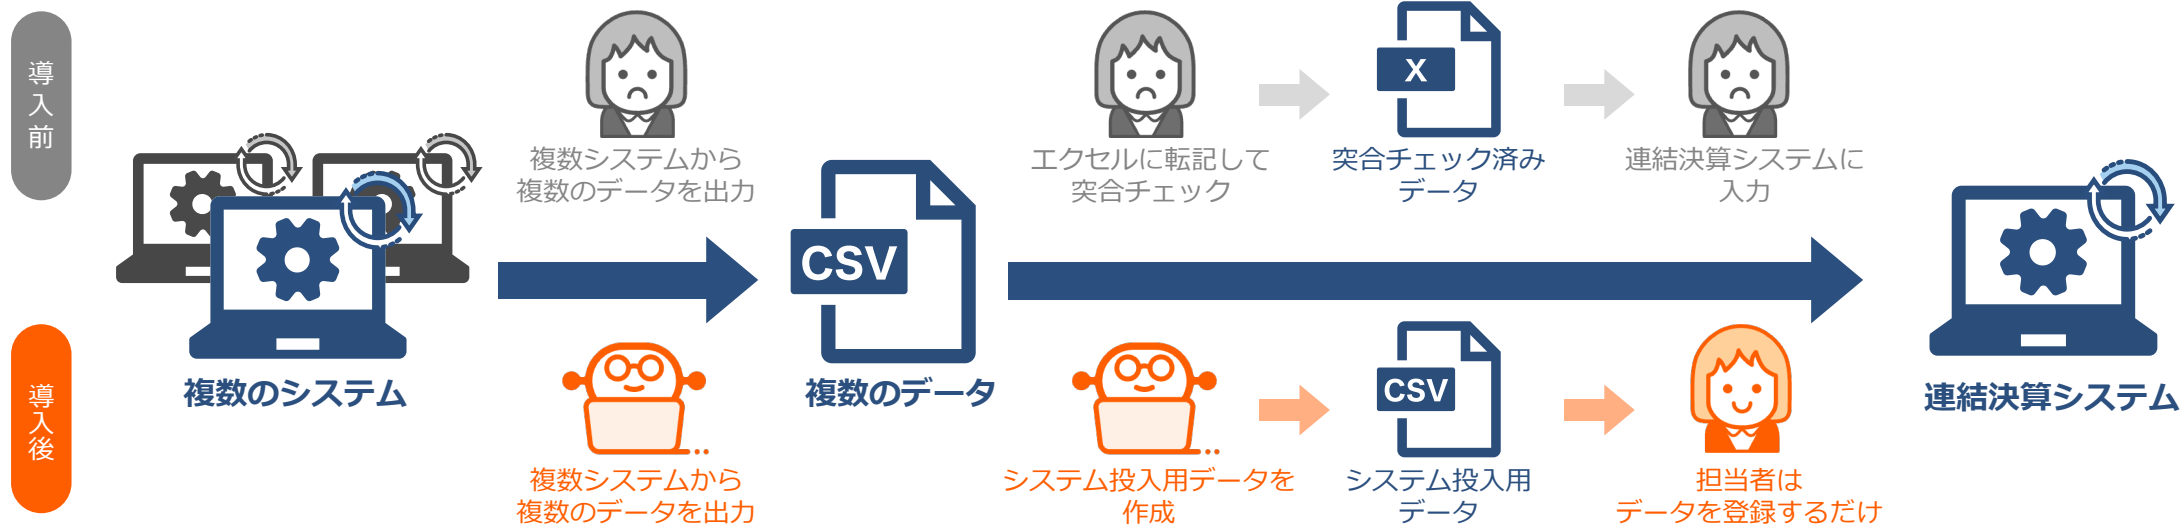 導入前
複数システムから
複数のデータを出力
エクセルに転記して
突合チェック
X
突合チェック済み
データ
連結決算システムに
入力
複数のシステム
CSV
複数のデータ
連結決算システム
導入後
複数システムから
複数のデータを出力
システム投入用データを
作成
CSV
システム投入用
データ
担当者は
データを登録するだけ